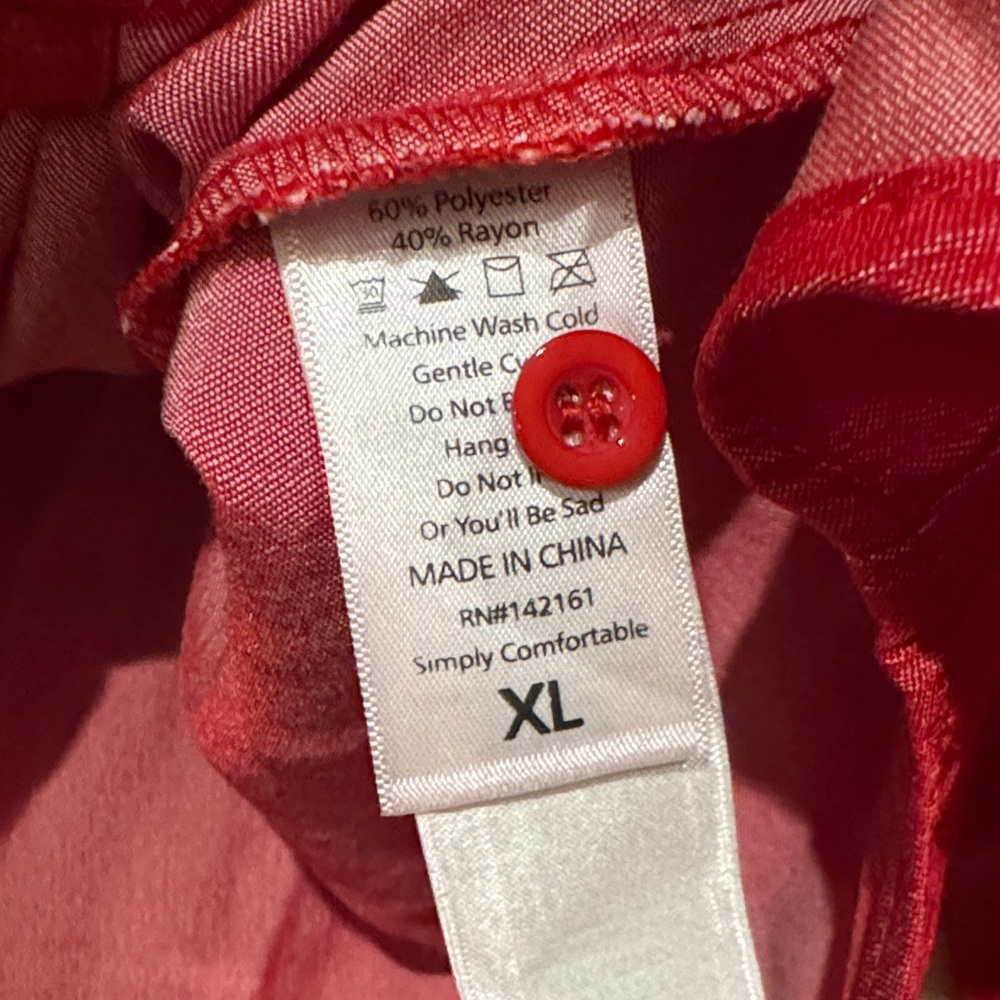 60% Polyester
40% Rayon
30
Machine Wash Cold
Gentle
Do Not
Hang
Do Not
Or You'll Be Sad
MADE IN CHINA
RN#142161
Simply Comfortable
XL